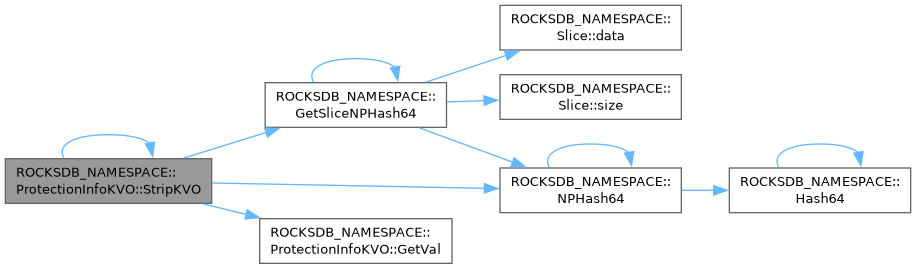 ROCKSDB_NAMESPACE::
ProtectionInfoKVO::StripKVO
ROCKSDB_NAMESPACE::
GetSliceNPHash64
ROCKSDB_NAMESPACE::
Slice::data
ROCKSDB_NAMESPACE::
Slice::size
ROCKSDB_NAMESPACE::
NPHash64
ROCKSDB_NAMESPACE::
Hash64
ROCKSDB_NAMESPACE::
ProtectionInfoKVO::GetVal